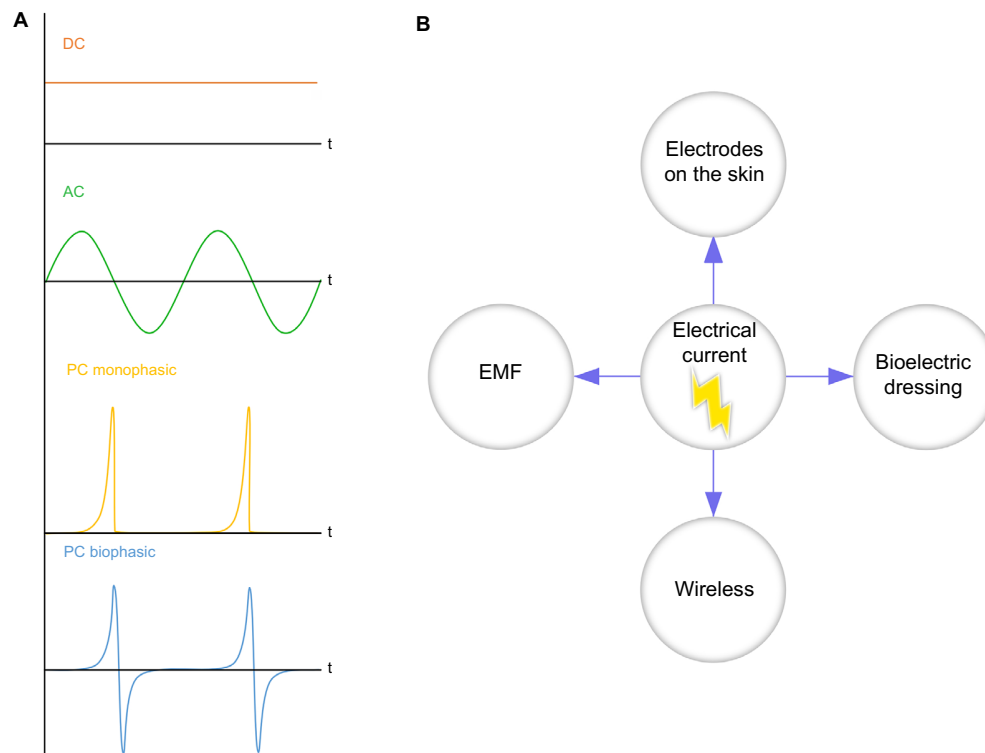 A
DC
t
AC
t
PC monophasic
t
PC biophasic
t
B
Electrodes
on the skin
EMF
Electrical
current
Bioelectric
dressing
Wireless